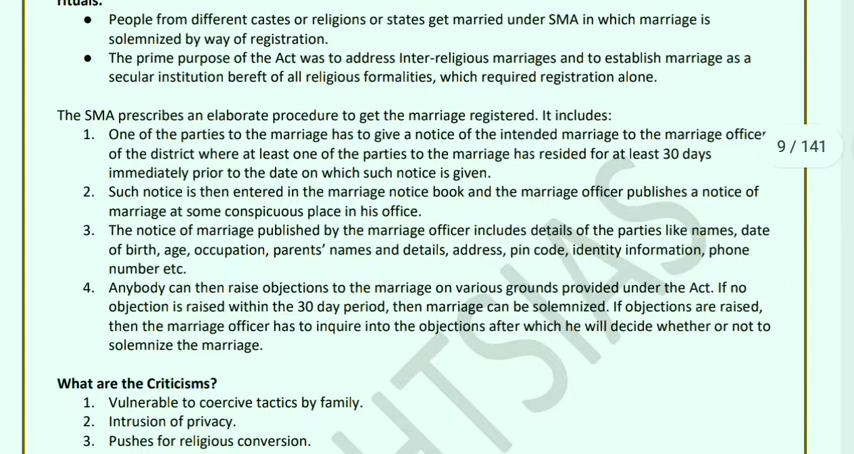 rituals.
● People from different castes or religions or states get married under SMA in which marriage is
solemnized by way of registration.
● The prime purpose of the Act was to address Inter-religious marriages and to establish marriage as a
secular institution bereft of all religious formalities, which required registration alone.
The SMA prescribes an elaborate procedure to get the marriage registered. It includes:
1. One of the parties to the marriage has to give a notice of the intended marriage to the marriage officer
9 / 141
of the district where at least one of the parties to the marriage has resided for at least 30 days
immediately prior to the date on which such notice is given.
2. Such notice is then entered in the marriage notice book and the marriage officer publishes a notice of
marriage at some conspicuous place in his office.
3. The notice of marriage published by the marriage officer includes details of the parties like names, date
of birth, age, occupation, parents’ names and details, address, pin code, identity information, phone
number etc.
4. Anybody can then raise objections to the marriage on various grounds provided under the Act. If no
objection is raised within the 30 day period, then marriage can be solemnized. If objections are raised,
then the marriage officer has to inquire into the objections after which he will decide whether or not to
solemnize the marriage.
What are the Criticisms?
1. Vulnerable to coercive tactics by family.
2. Intrusion of privacy.
3. Pushes for religious conversion.
HTSIAS